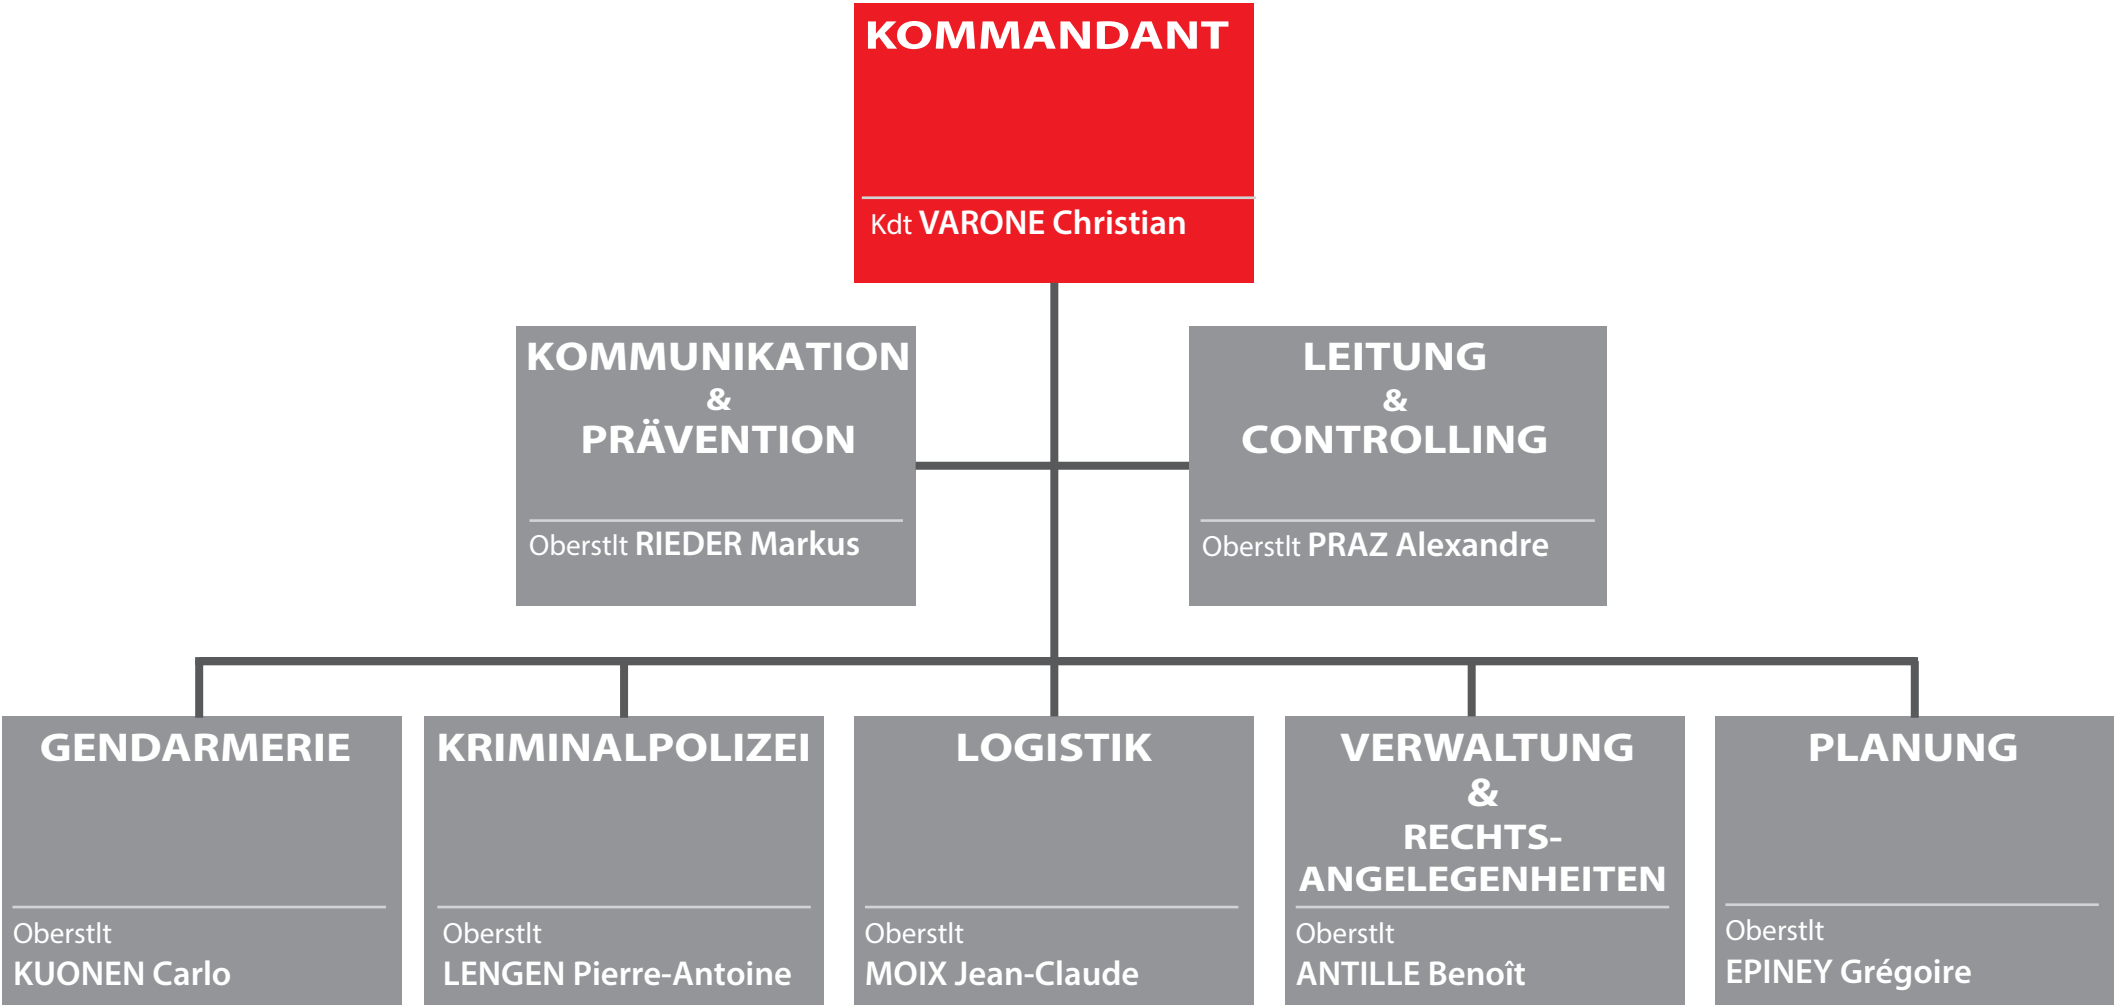 KOMMANDANT
Kdt VARONE Christian
KOMMUNIKATION
&
PRÄVENTION
Oberstlt RIEDER Markus
LEITUNG
&
CONTROLLING
Oberstlt PRAZ Alexandre
GENDARMERIE
Oberstlt
KUONEN Carlo
KRIMINALPOLIZEI
Oberstlt
LENGEN Pierre-Antoine
LOGISTIK
Oberstlt
MOIX Jean-Claude
VERWALTUNG
&
RECHTS-
ANGELEGENHEITEN
Oberstlt
ANTILLE Benoît
PLANUNG
Oberstlt
EPINEY Grégoire